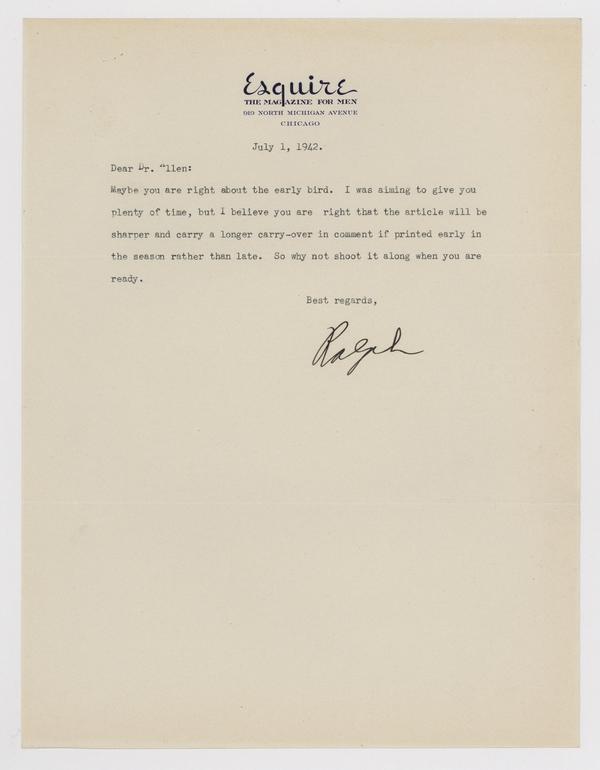 Esquire
THE MAGAZINE FOR MEN
919 NORTH MICHIGAN AVENUE
CHICAGO
July 1, 1942.
Dear Dr. Allen:
Maybe you are right about the early bird. I was aiming to give you
plenty of time, but I believe you are right that the article will be
sharper and carry a longer carry-over in comment if printed early in
the season rather than late. So why not shoot it along when you are
ready.
Best regards,
Ralph